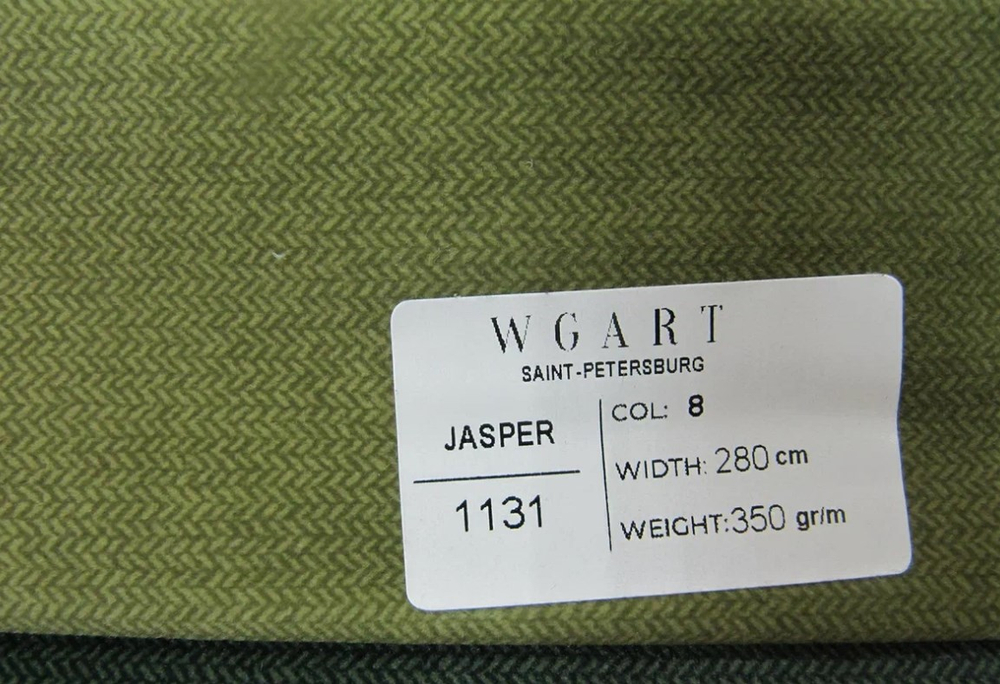 WGART
SAINT-PETERSBURG
JASPER
1131
COL: 8
WIDTH: 280 cm
WEIGHT:350 gr/m